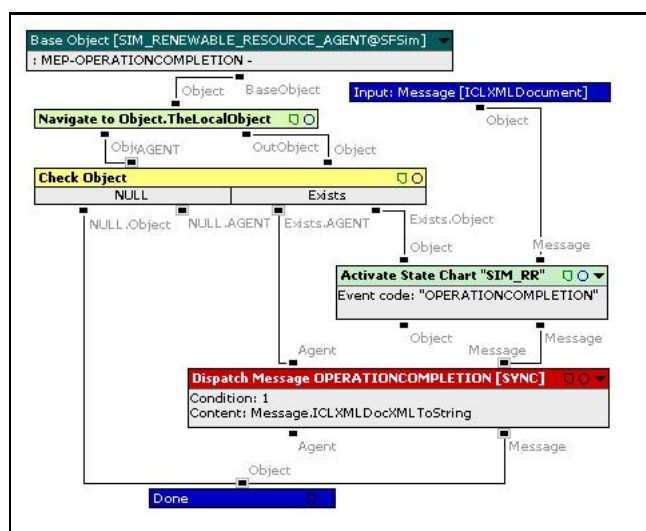 Base Object [SIM_RENEWABLE_RESOURCE_AGENT@SFSim]
: MEP-OPERATIONCOMPLETION -
Object BaseObject
Input: Message [ICLXMLDocument]
Object
Navigate to Object.TheLocalObject
AGENT OutObject Object
Check Object
NULL Exists
NULL.Object NULL.AGENT Exists.AGENT Exists.Object
Object Message
Activate State Chart "SIM_RR"
Event code: "OPERATIONCOMPLETION"
Object Message
Agent Message
Dispatch Message OPERATIONCOMPLETION [SYNC]
Condition: 1
Content: Message.ICLXMLDocXMLToString
Agent Message
Object
Done